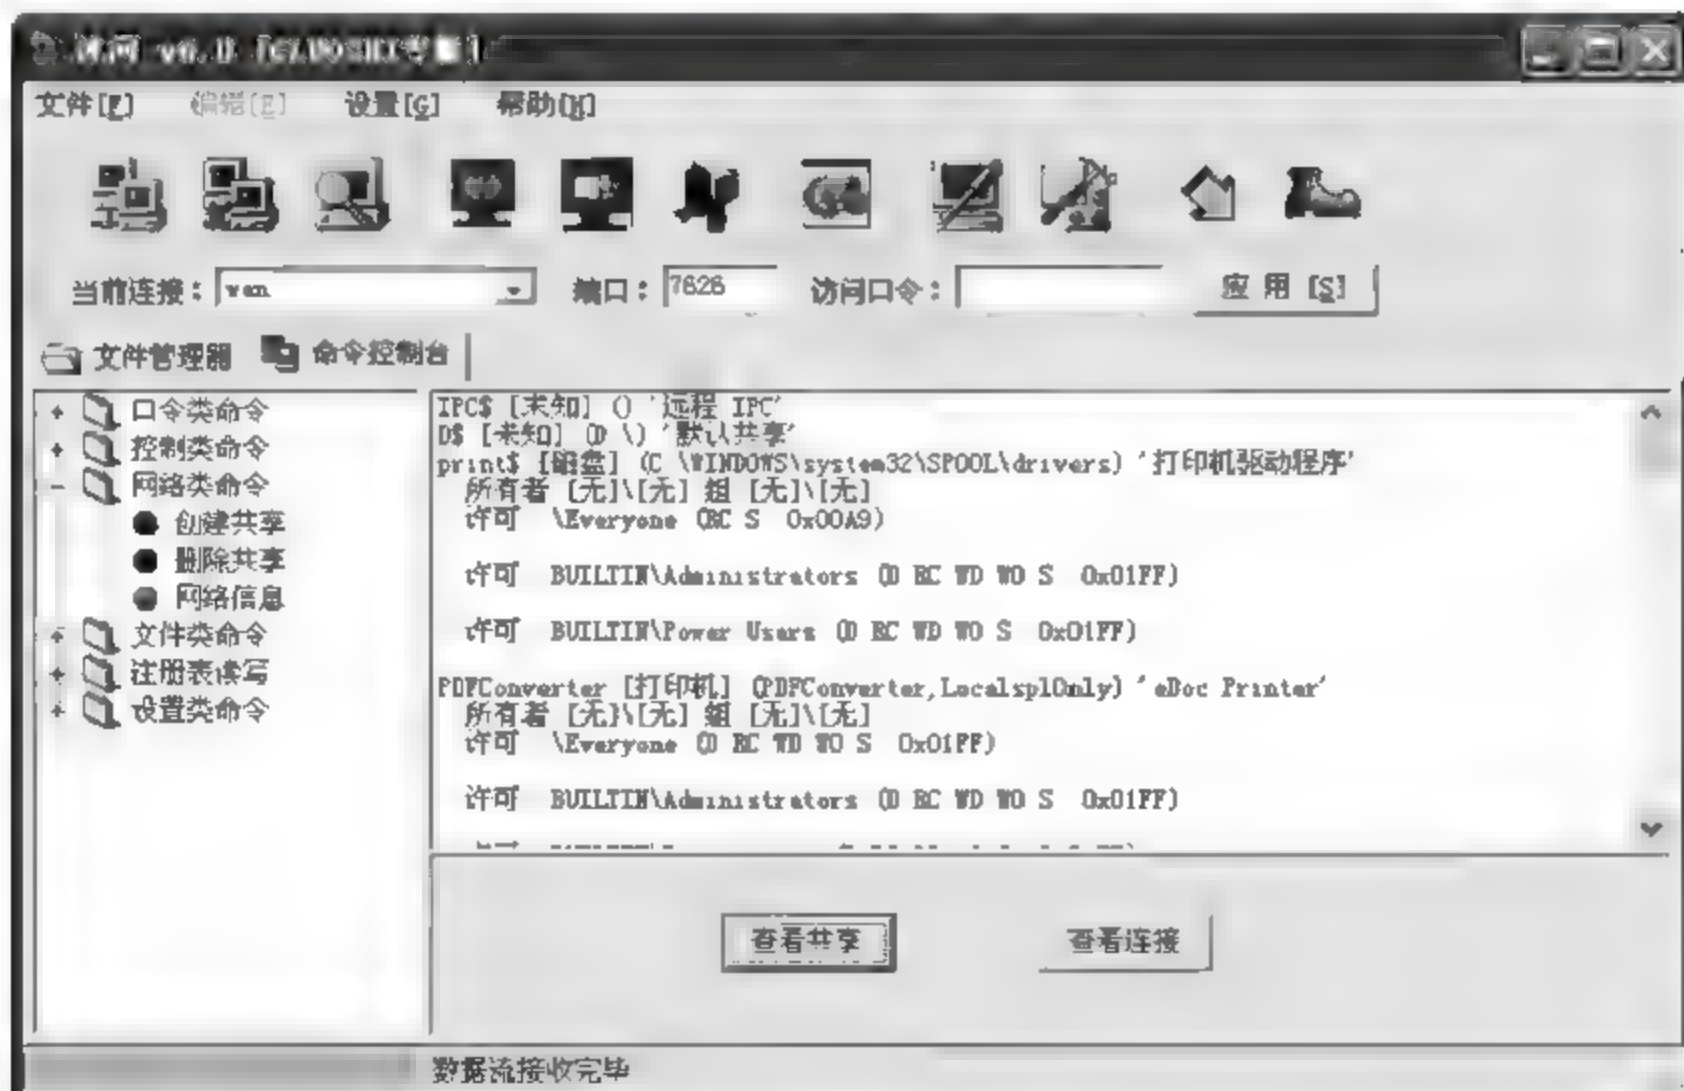 文件[F] 编辑[E] 设置[G] 帮助[H]
当前连接： wan 端口： 7626 访问口令： 应 用 [S]
文件管理器 命令控制台
口令类命令
控制类命令
网络类命令
创建共享
删除共享
网络信息
文件类命令
注册表读写
设置类命令
IPC$ [未知] () '远程 IPC'
D$ [未知] (D \) '默认共享'
print$ [磁盘] (C \WINDOWS\system32\SPOOL\drivers) '打印机驱动程序'
所有者 [无]\[无] 组 [无]\[无]
许可 \Everyone (RC S 0x00A9)
许可 BUILTIN\Administrators (D RC WD WO S 0x01FF)
许可 BUILTIN\Power Users (D RC WD WO S 0x01FF)
PDFConverter [打印机] (PDFConverter,LocalsplOnly) 'eDoc Printer'
所有者 [无]\[无] 组 [无]\[无]
许可 \Everyone (D RC WD WO S 0x01FF)
许可 BUILTIN\Administrators (D RC WD WO S 0x01FF)
查看共享 查看连接
数据流接收完毕